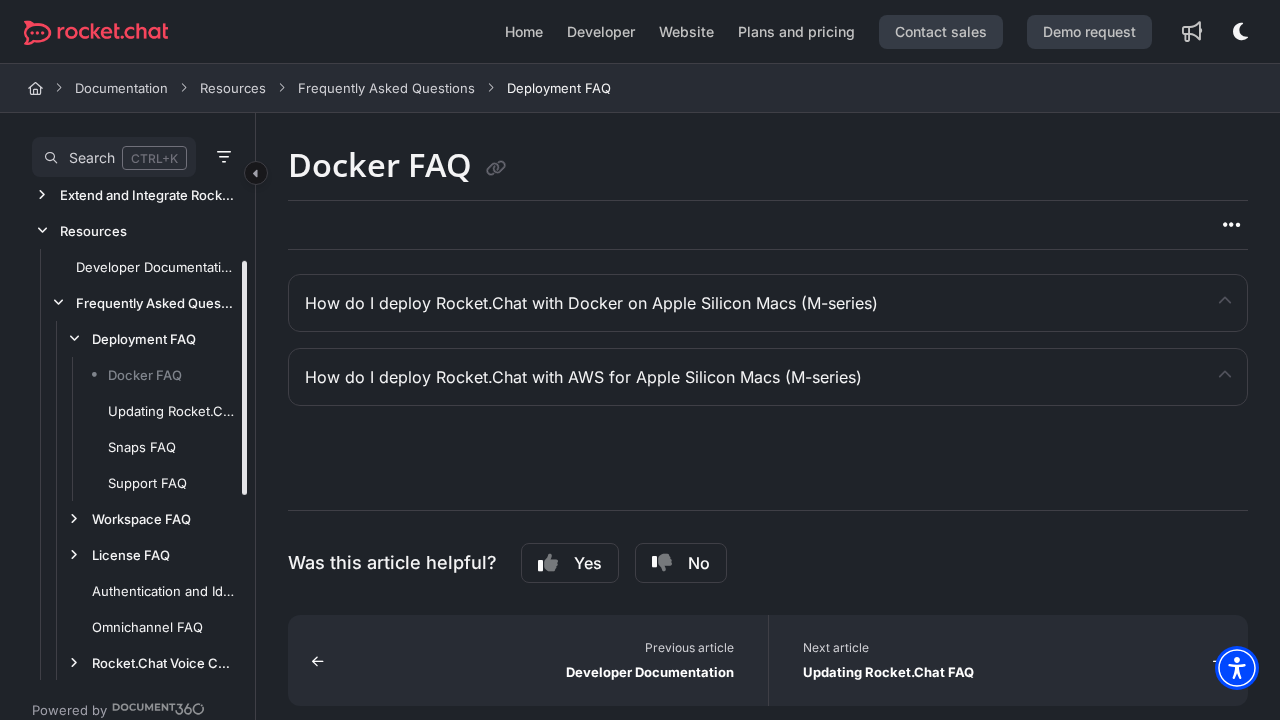 rocket.chat
Home
Developer
Website
Plans and pricing
Contact sales
Demo request
Documentation
Resources
Frequently Asked Questions
Deployment FAQ
Search
CTRL+K
Extend and Integrate Rock...
Resources
Developer Documentati...
Frequently Asked Ques...
Deployment FAQ
Docker FAQ
Updating Rocket.C...
Snaps FAQ
Support FAQ
Workspace FAQ
License FAQ
Authentication and Id...
Omnichannel FAQ
Rocket.Chat Voice C...
Powered by DOCUMENT360
Docker FAQ
How do I deploy Rocket.Chat with Docker on Apple Silicon Macs (M-series)
How do I deploy Rocket.Chat with AWS for Apple Silicon Macs (M-series)
Was this article helpful?
Yes
No
Previous article
Developer Documentation
Next article
Updating Rocket.Chat FAQ